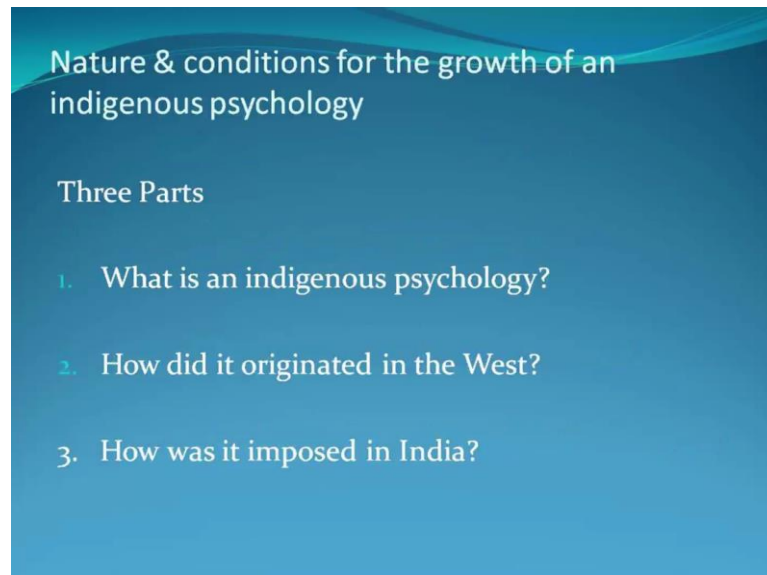 Nature & conditions for the growth of an
indigenous psychology
Three Parts
1. What is an indigenous psychology?
2. How did it originated in the West?
3. How was it imposed in India?